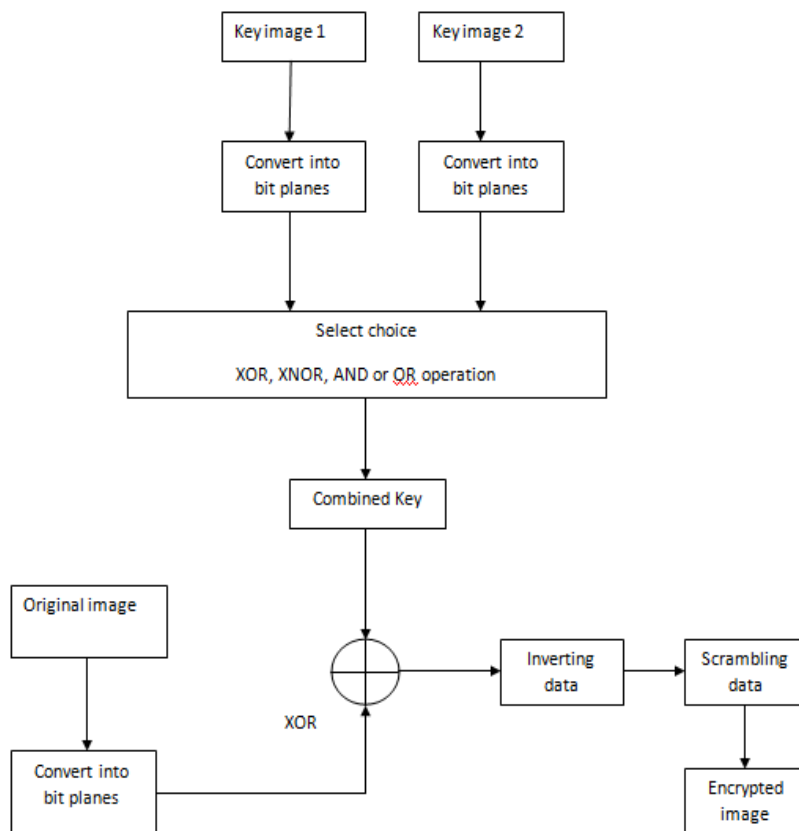 Key image 1
Key image 2
Convert into
bit planes
Convert into
bit planes
Select choice
XOR, XNOR, AND or OR operation
Combined Key
Original image
XOR
Inverting
data
Scrambling
data
Convert into
bit planes
Encrypted
image